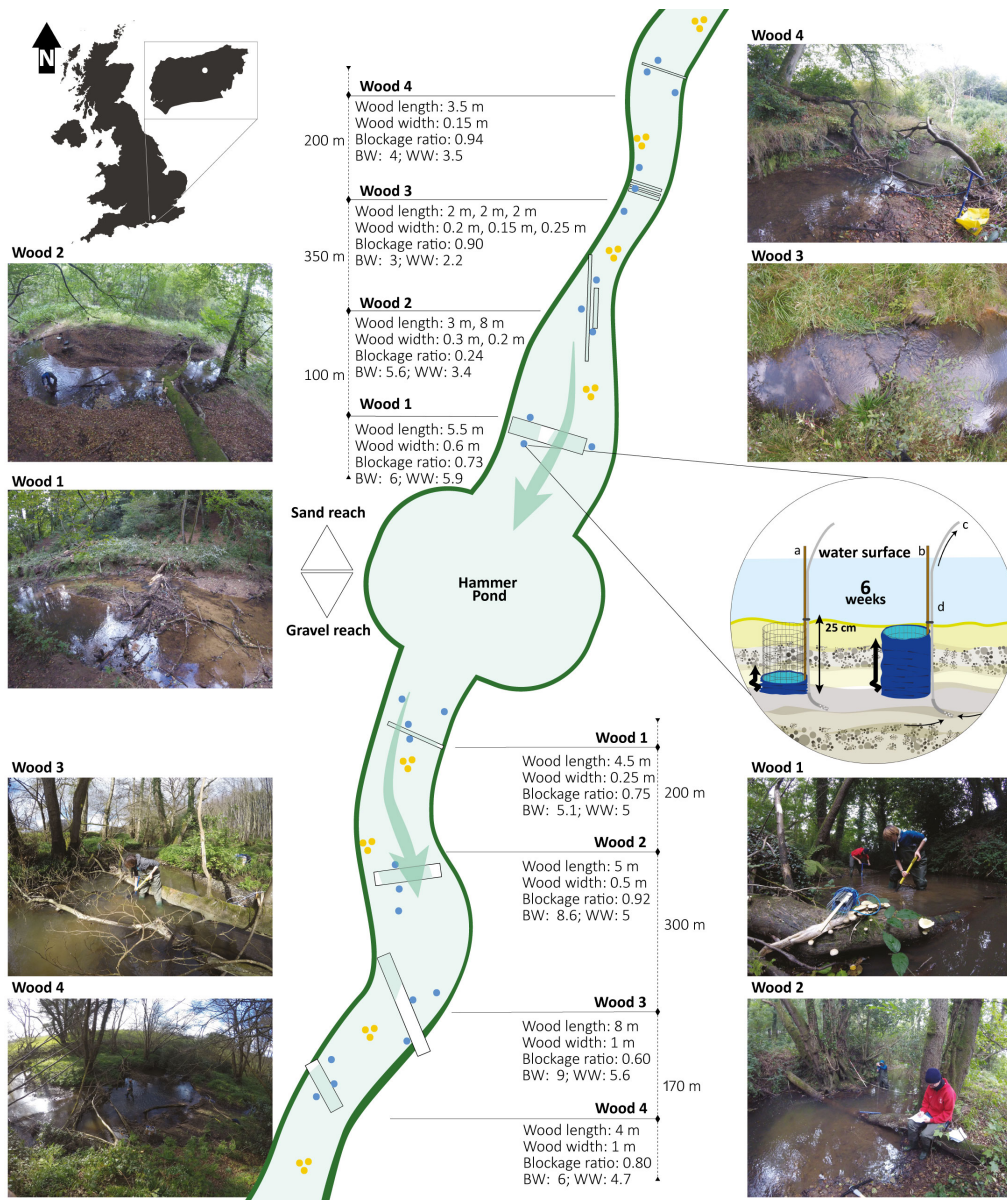 N
Wood 4
Wood length: 3.5 m
Wood width: 0.15 m
Blockage ratio: 0.94
BW: 4; WW: 3.5
200 m
Wood 3
Wood length: 2 m, 2 m, 2 m
Wood width: 0.2 m, 0.15 m, 0.25 m
Blockage ratio: 0.90
BW: 3; WW: 2.2
350 m
Wood 2
Wood length: 3 m, 8 m
Wood width: 0.3 m, 0.2 m
Blockage ratio: 0.24
BW: 5.6; WW: 3.4
100 m
Wood 1
Wood length: 5.5 m
Wood width: 0.6 m
Blockage ratio: 0.73
BW: 6; WW: 5.9
Wood 2
Wood 1
Sand reach
Gravel reach
Hammer
Pond
Wood 4
Wood 3
a
water surface
b
c
6
weeks
d
25 cm
Wood 1
Wood length: 4.5 m
Wood width: 0.25 m
Blockage ratio: 0.75
BW: 5.1; WW: 5
200 m
Wood 2
Wood length: 5 m
Wood width: 0.5 m
Blockage ratio: 0.92
BW: 8.6; WW: 5
300 m
Wood 3
Wood length: 8 m
Wood width: 1 m
Blockage ratio: 0.60
BW: 9; WW: 5.6
170 m
Wood 4
Wood length: 4 m
Wood width: 1 m
Blockage ratio: 0.80
BW: 6; WW: 4.7
Wood 3
Wood 4
Wood 1
Wood 2